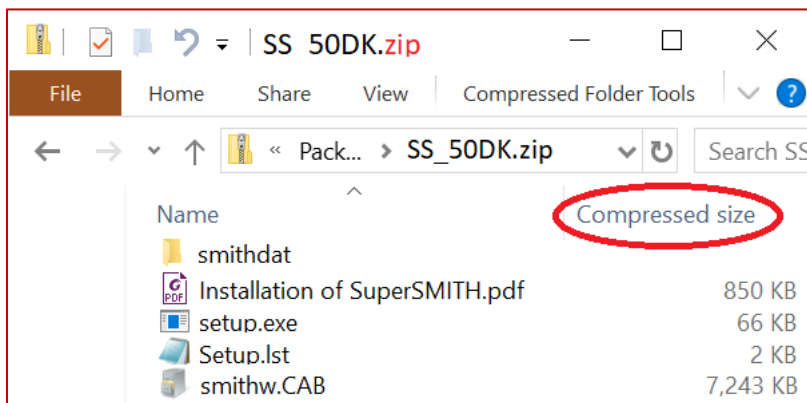 SS 50DK.zip
File Home Share View Compressed Folder Tools ?
« Pack... > SS_50DK.zip Search SS
Name Compressed size
smithdat
PDF Installation of SuperSMITH.pdf 850 KB
setup.exe 66 KB
Setup.lst 2 KB
smithw.CAB 7,243 KB